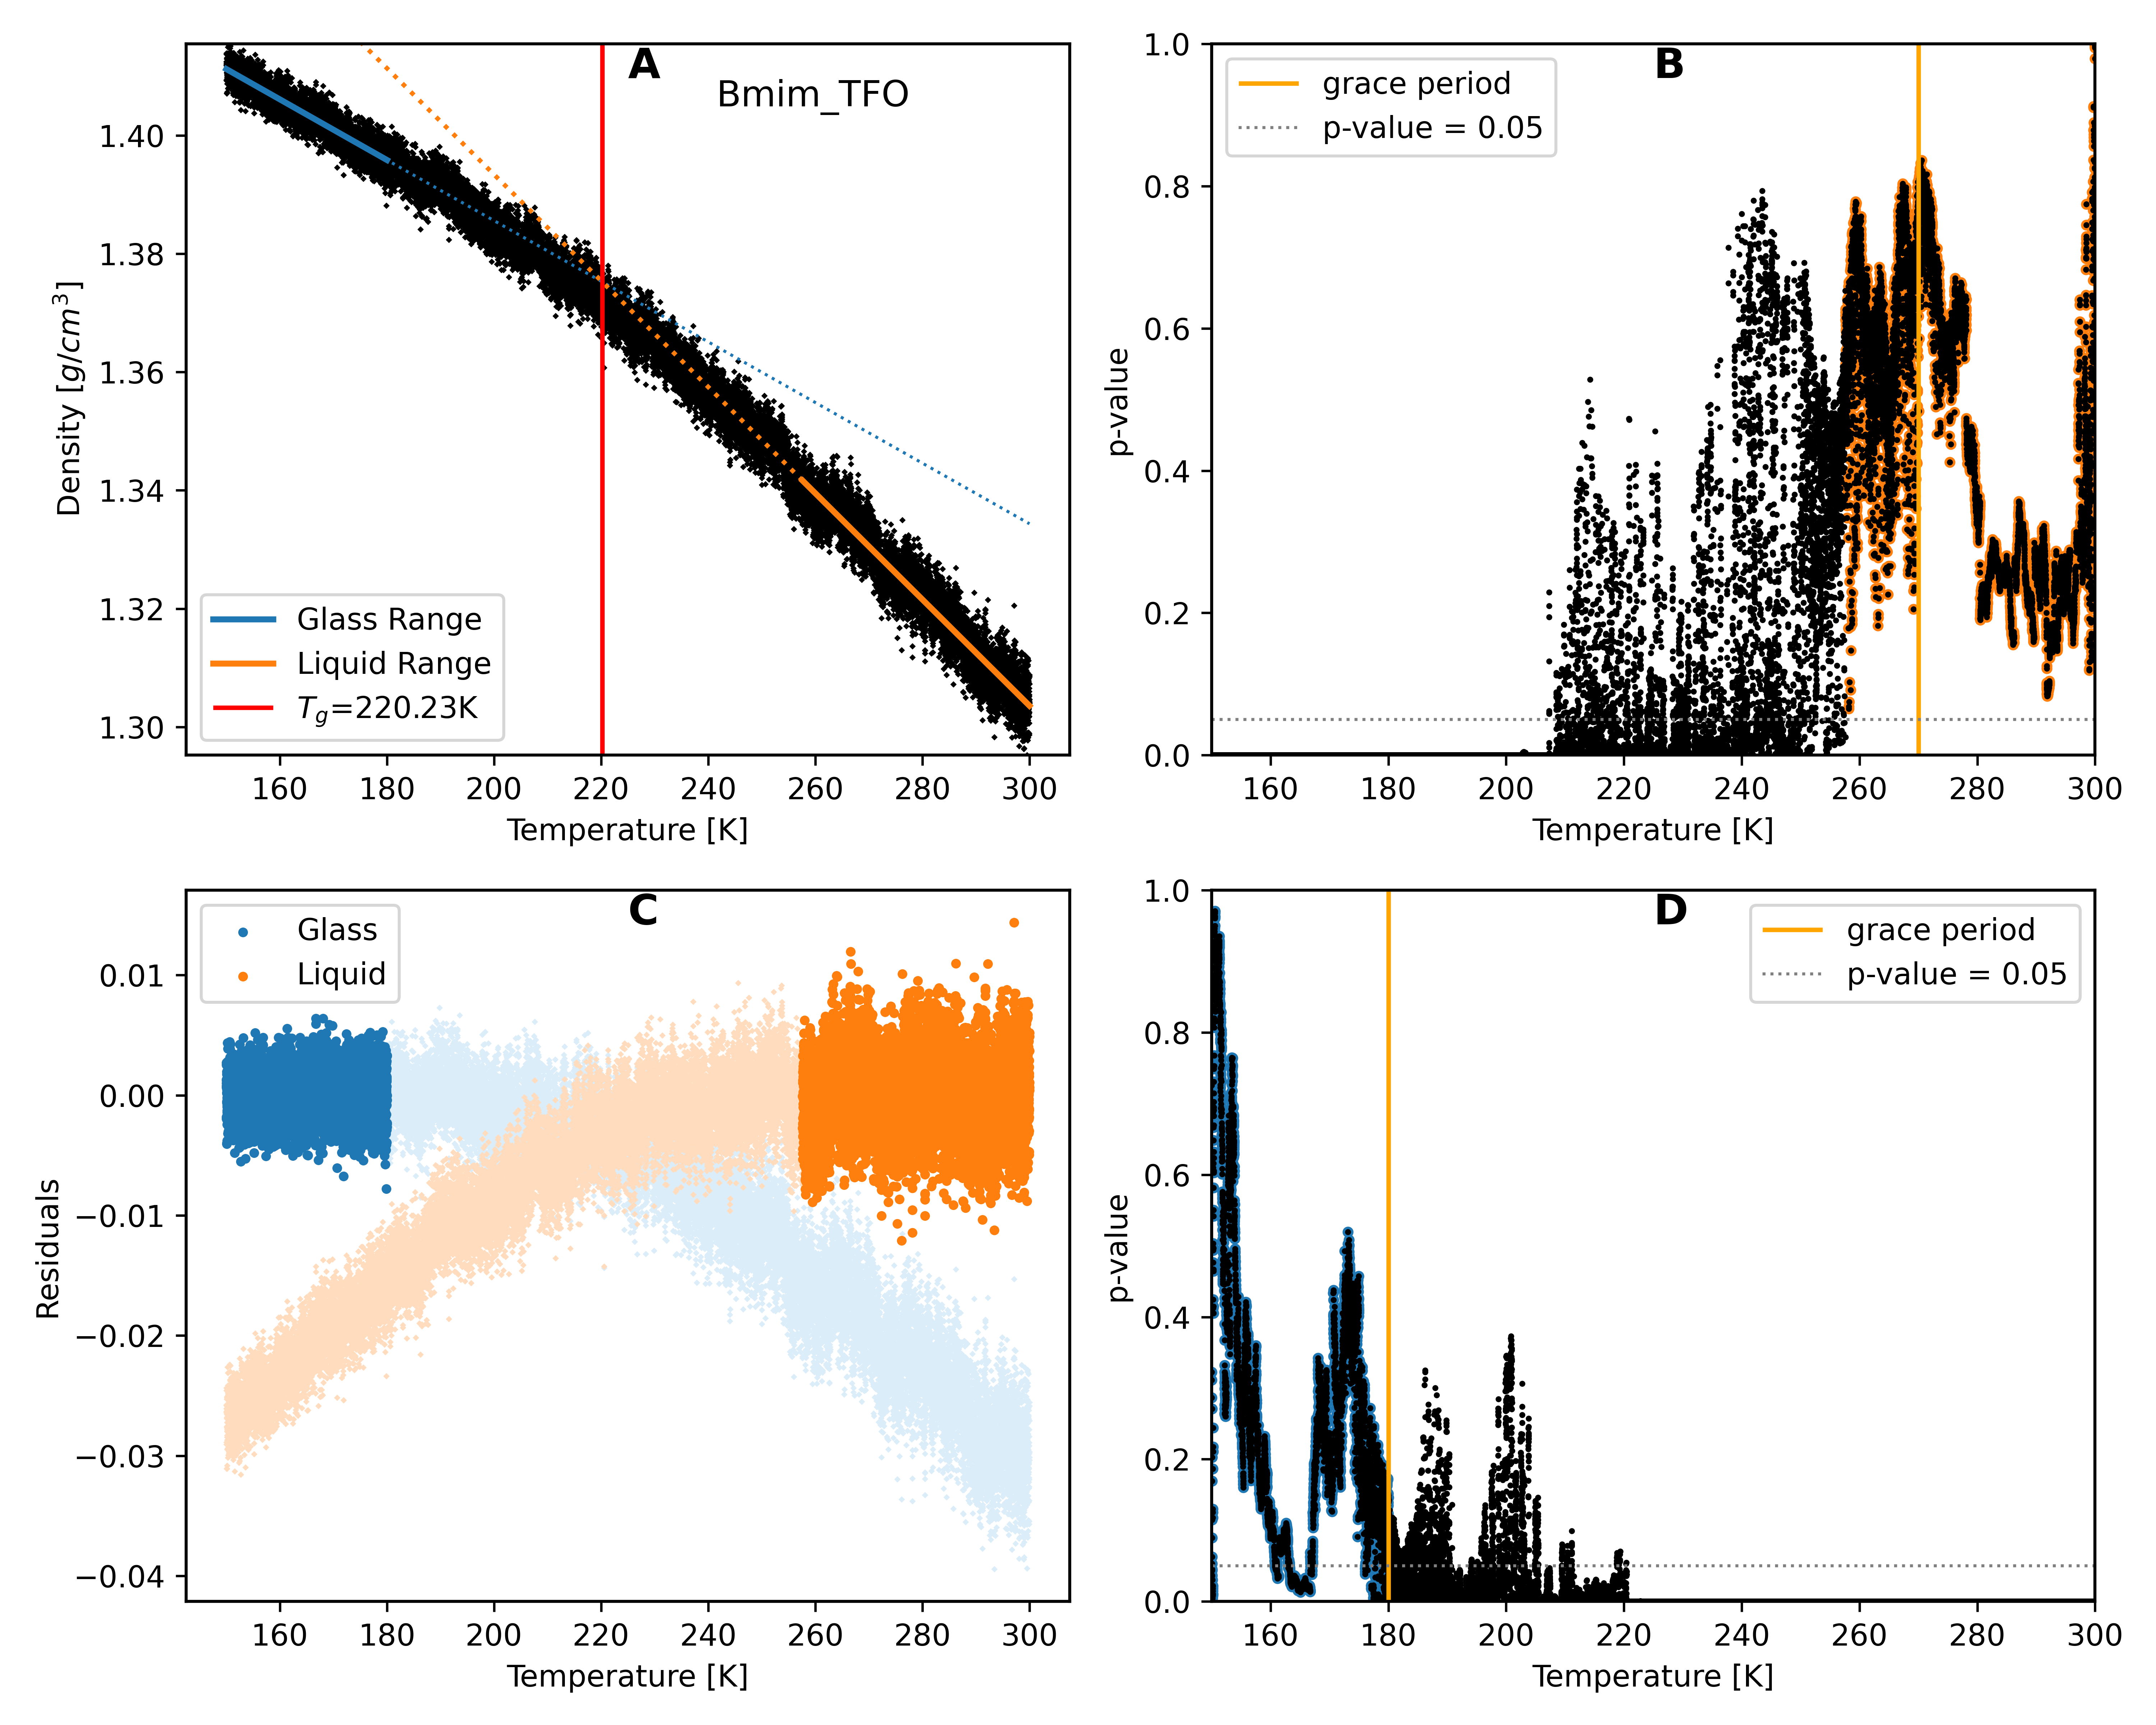 A
Bmim_TFO
Density [g/cm³]
1.40
1.38
1.36
1.34
1.32
1.30
Glass Range
Liquid Range
Tg=220.23K
160 180 200 220 240 260 280 300
Temperature [K]
B
grace period
p-value = 0.05
p-value
1.0
0.8
0.6
0.4
0.2
0.0
160 180 200 220 240 260 280 300
Temperature [K]
C
Glass
Liquid
Residuals
0.01
0.00
−0.01
−0.02
−0.03
−0.04
160 180 200 220 240 260 280 300
Temperature [K]
D
grace period
p-value = 0.05
p-value
1.0
0.8
0.6
0.4
0.2
0.0
160 180 200 220 240 260 280 300
Temperature [K]